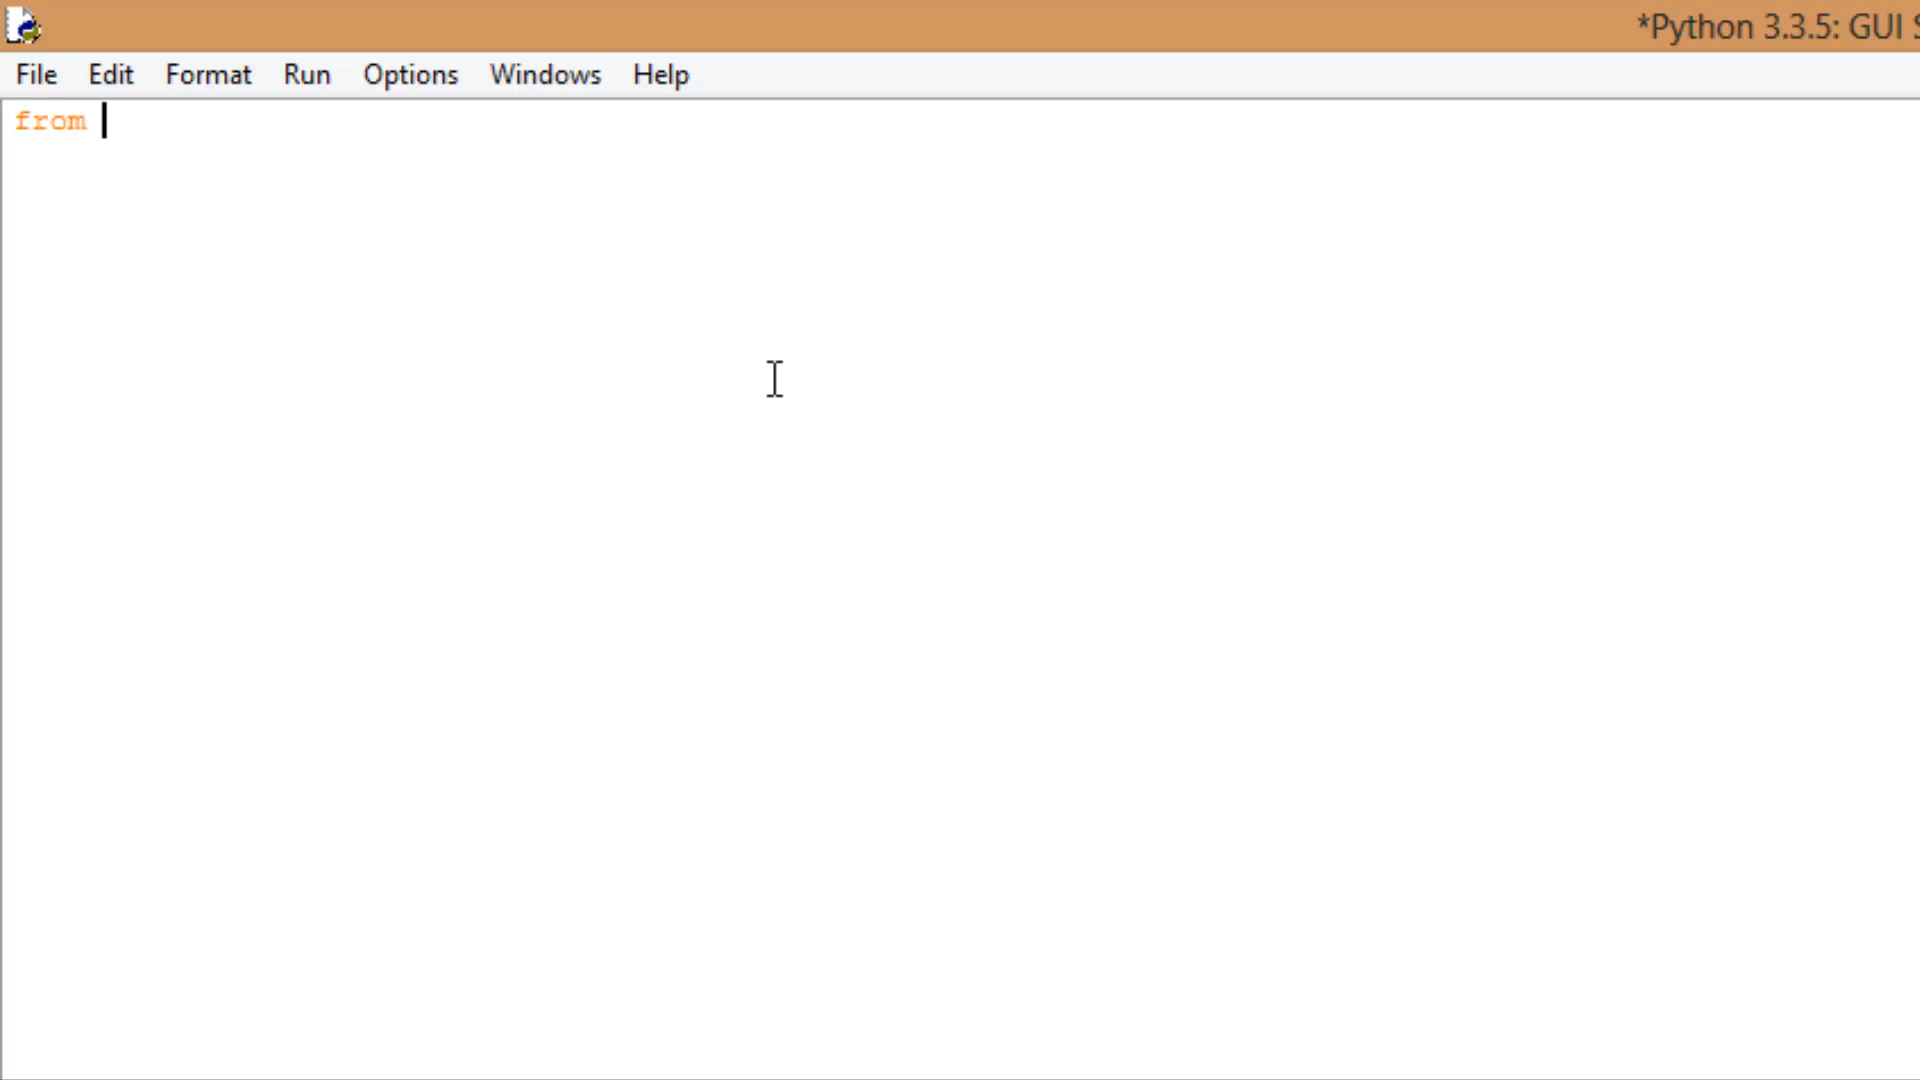 *Python 3.3.5: GUI
File Edit Format Run Options Windows Help
from